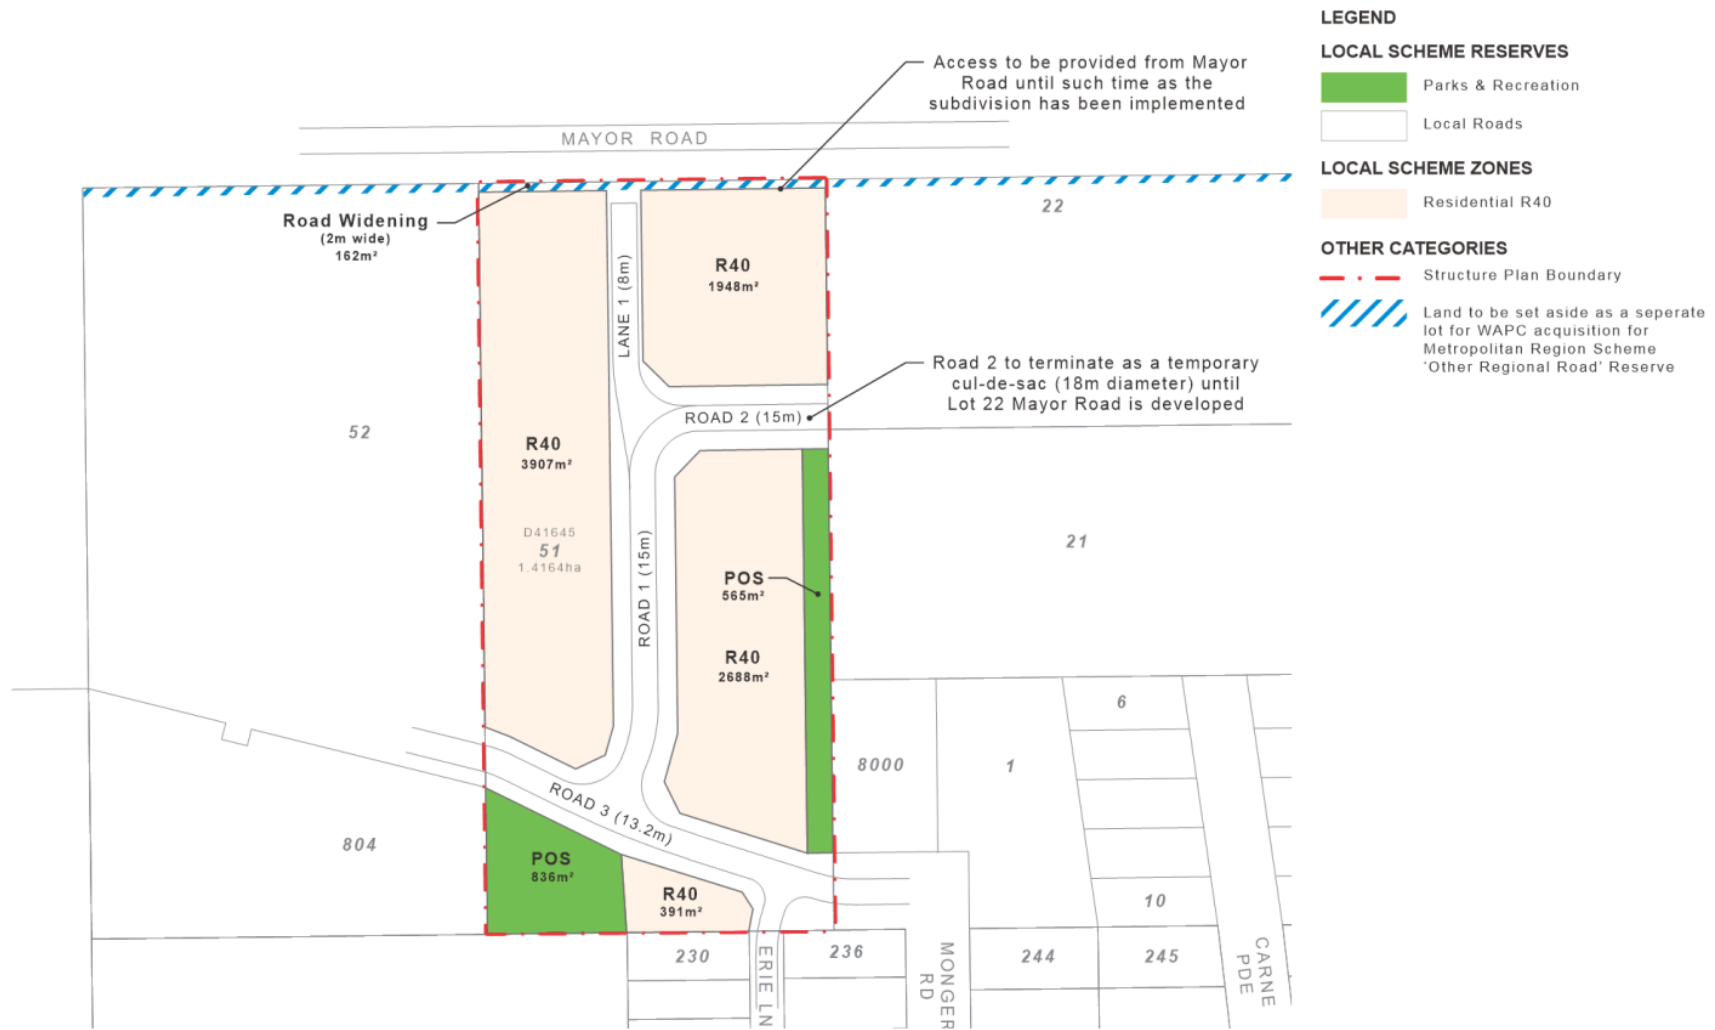 LEGEND
LOCAL SCHEME RESERVES
Parks & Recreation
Local Roads
LOCAL SCHEME ZONES
Residential R40
OTHER CATEGORIES
Structure Plan Boundary
Land to be set aside as a seperate
lot for WAPC acquisition for
Metropolitan Region Scheme
'Other Regional Road' Reserve
Access to be provided from Mayor
Road until such time as the
subdivision has been implemented
MAYOR ROAD
Road Widening
(2m wide)
162m²
22
R40
1948m²
LANE 1 (8m)
Road 2 to terminate as a temporary
cul-de-sac (18m diameter) until
Lot 22 Mayor Road is developed
ROAD 2 (15m)
52
R40
3907m²
D41645
51
1.4164ha
ROAD 1 (15m)
21
POS
565m²
R40
2688m²
6
8000
1
ROAD 3 (13.2m)
804
POS
836m²
R40
391m²
10
230
ERIE LN
236
MONGER
RD
244
245
CARNE
PDE